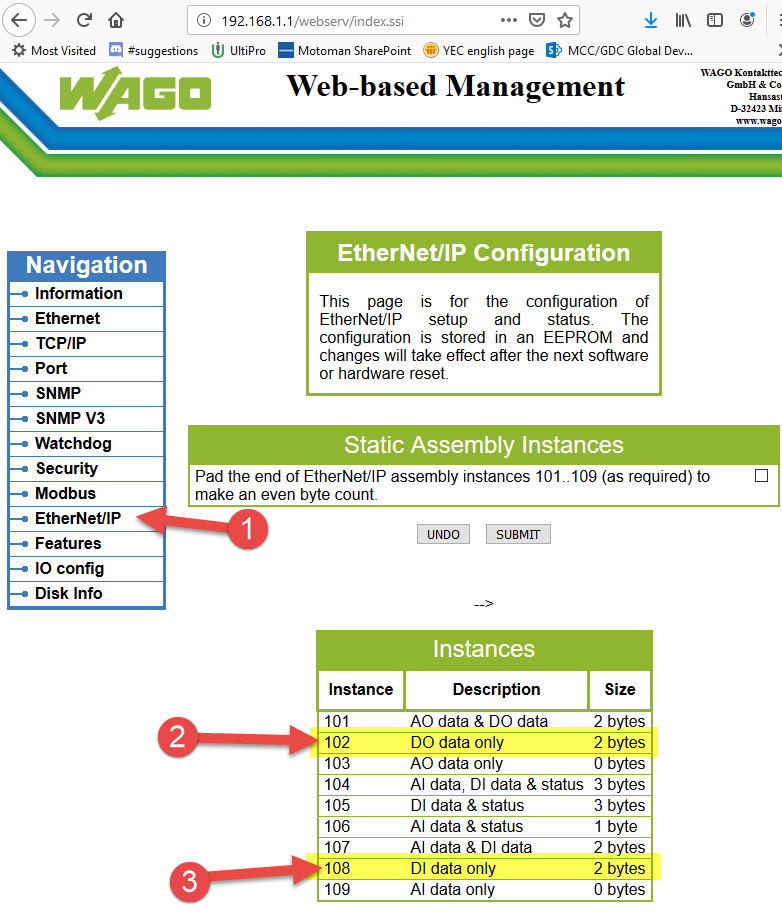 192.168.1.1/webserv/index.ssi
Most Visited #suggestions UltiPro Motoman SharePoint YEC english page MCC/GDC Global Dev...
WAGO
Web-based Management
WAGO Kontakttec
GmbH & Co
Hansast
D-32423 Mi
www.wago
Navigation
Information
Ethernet
TCP/IP
Port
SNMP
SNMP V3
Watchdog
Security
Modbus
EtherNet/IP
Features
IO config
Disk Info
1
EtherNet/IP Configuration
This page is for the configuration of
EtherNet/IP setup and status. The
configuration is stored in an EEPROM and
changes will take effect after the next software
or hardware reset.
Static Assembly Instances
Pad the end of EtherNet/IP assembly instances 101..109 (as required) to
make an even byte count.
UNDO SUBMIT
-->
Instances
Instance Description Size
101 AO data & DO data 2 bytes
2
102 DO data only 2 bytes
103 AO data only 0 bytes
104 AI data, DI data & status 3 bytes
105 DI data & status 3 bytes
106 AI data & status 1 byte
107 AI data & DI data 2 bytes
3
108 DI data only 2 bytes
109 AI data only 0 bytes